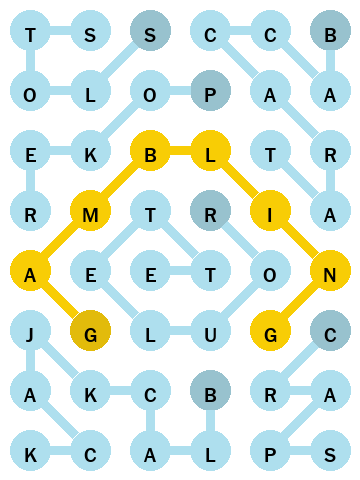 T S S C C B
O L O P A A
E K B L T R
R M T R I A
A E E T O N
J G L U G C
A K C B R A
K C A L P S